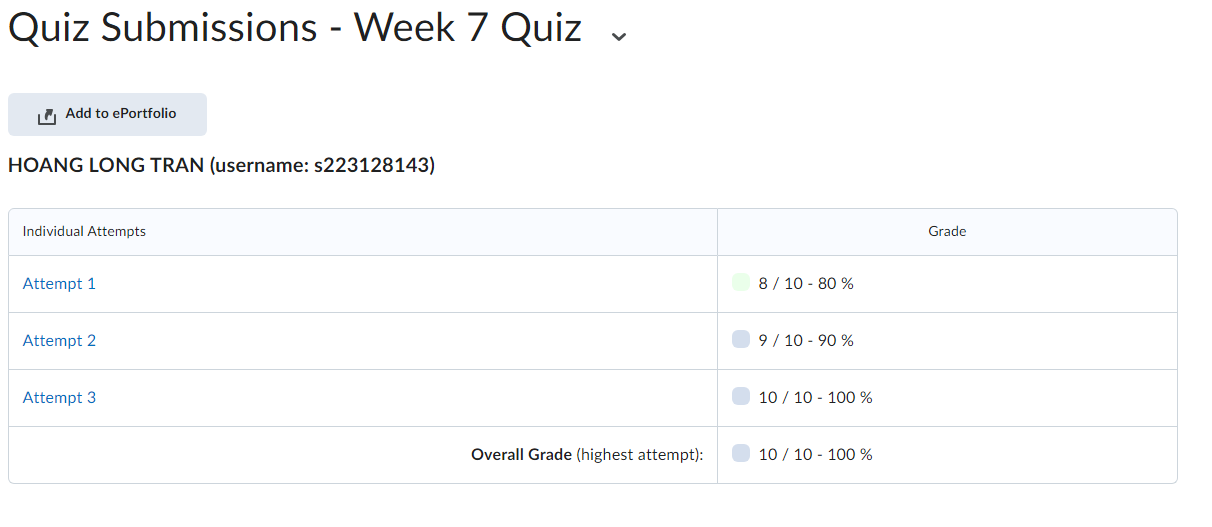 Quiz Submissions - Week 7 Quiz
Add to ePortfolio
HOANG LONG TRAN (username: s223128143)
Individual Attempts Grade
Attempt 1 8 / 10 - 80 %
Attempt 2 9 / 10 - 90 %
Attempt 3 10 / 10 - 100 %
Overall Grade (highest attempt): 10 / 10 - 100 %